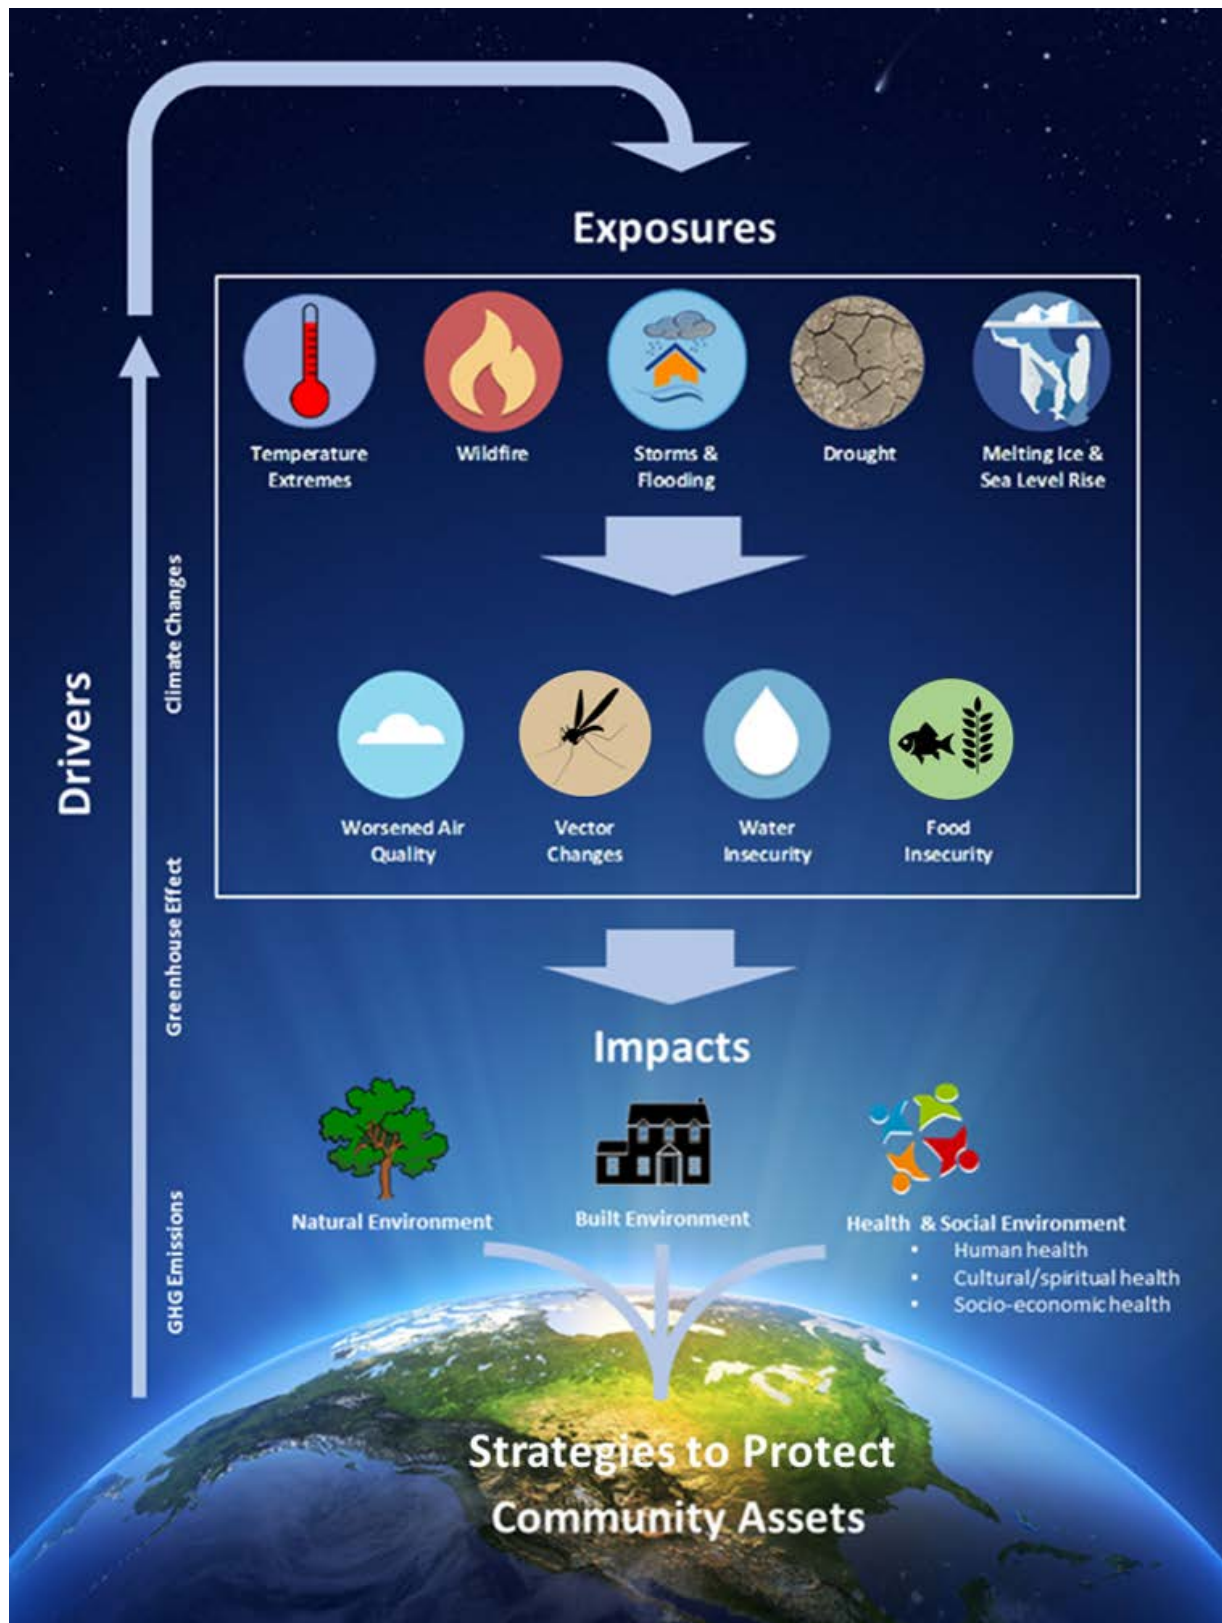 Exposures
Temperature
Extremes
Wildfire
Storms &
Flooding
Drought
Melting Ice &
Sea Level Rise
Worsened Air
Quality
Vector
Changes
Water
Insecurity
Food
Insecurity
Drivers
Climate Changes
Greenhouse Effect
GHG Emissions
Impacts
Natural Environment
Built Environment
Health & Social Environment
▪ Human health
▪ Cultural/spiritual health
▪ Socio-economic health
Strategies to Protect
Community Assets